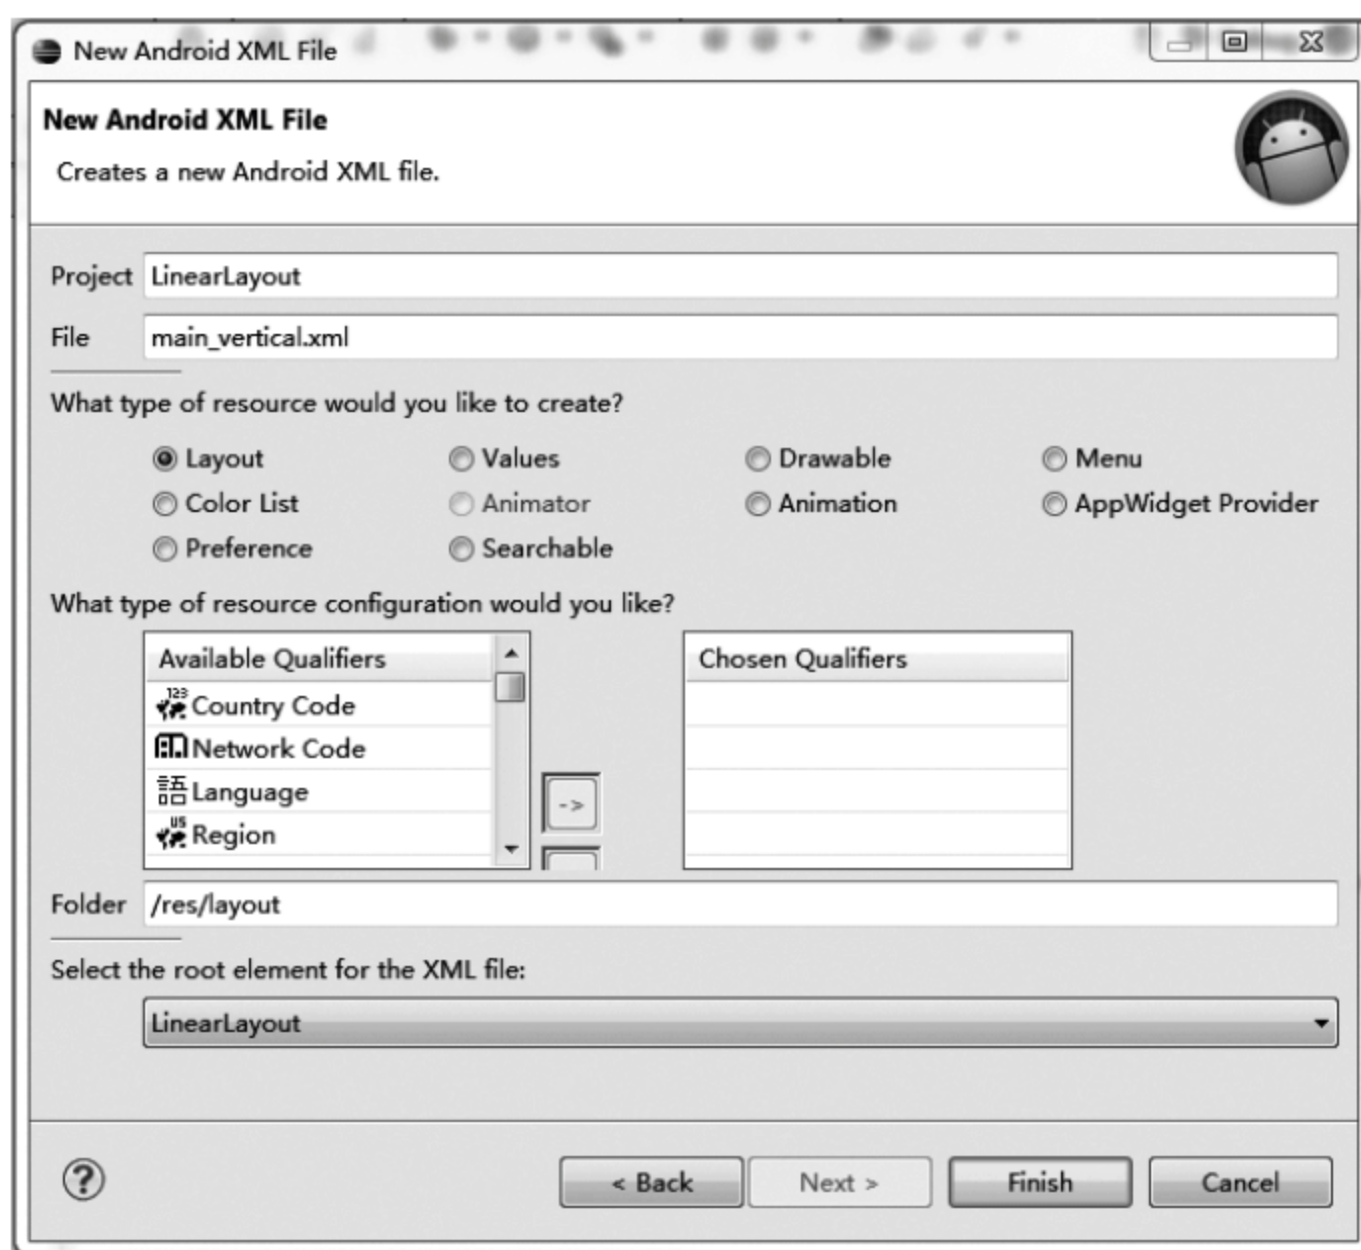 New Android XML File
New Android XML File
Creates a new Android XML file.
Project LinearLayout
File main_vertical.xml
What type of resource would you like to create?
Layout Values Drawable Menu
Color List Animator Animation AppWidget Provider
Preference Searchable
What type of resource configuration would you like?
Available Qualifiers Chosen Qualifiers
123 Country Code
Network Code
語 Language
->
US Region
Folder /res/layout
Select the root element for the XML file:
LinearLayout
? < Back Next > Finish Cancel